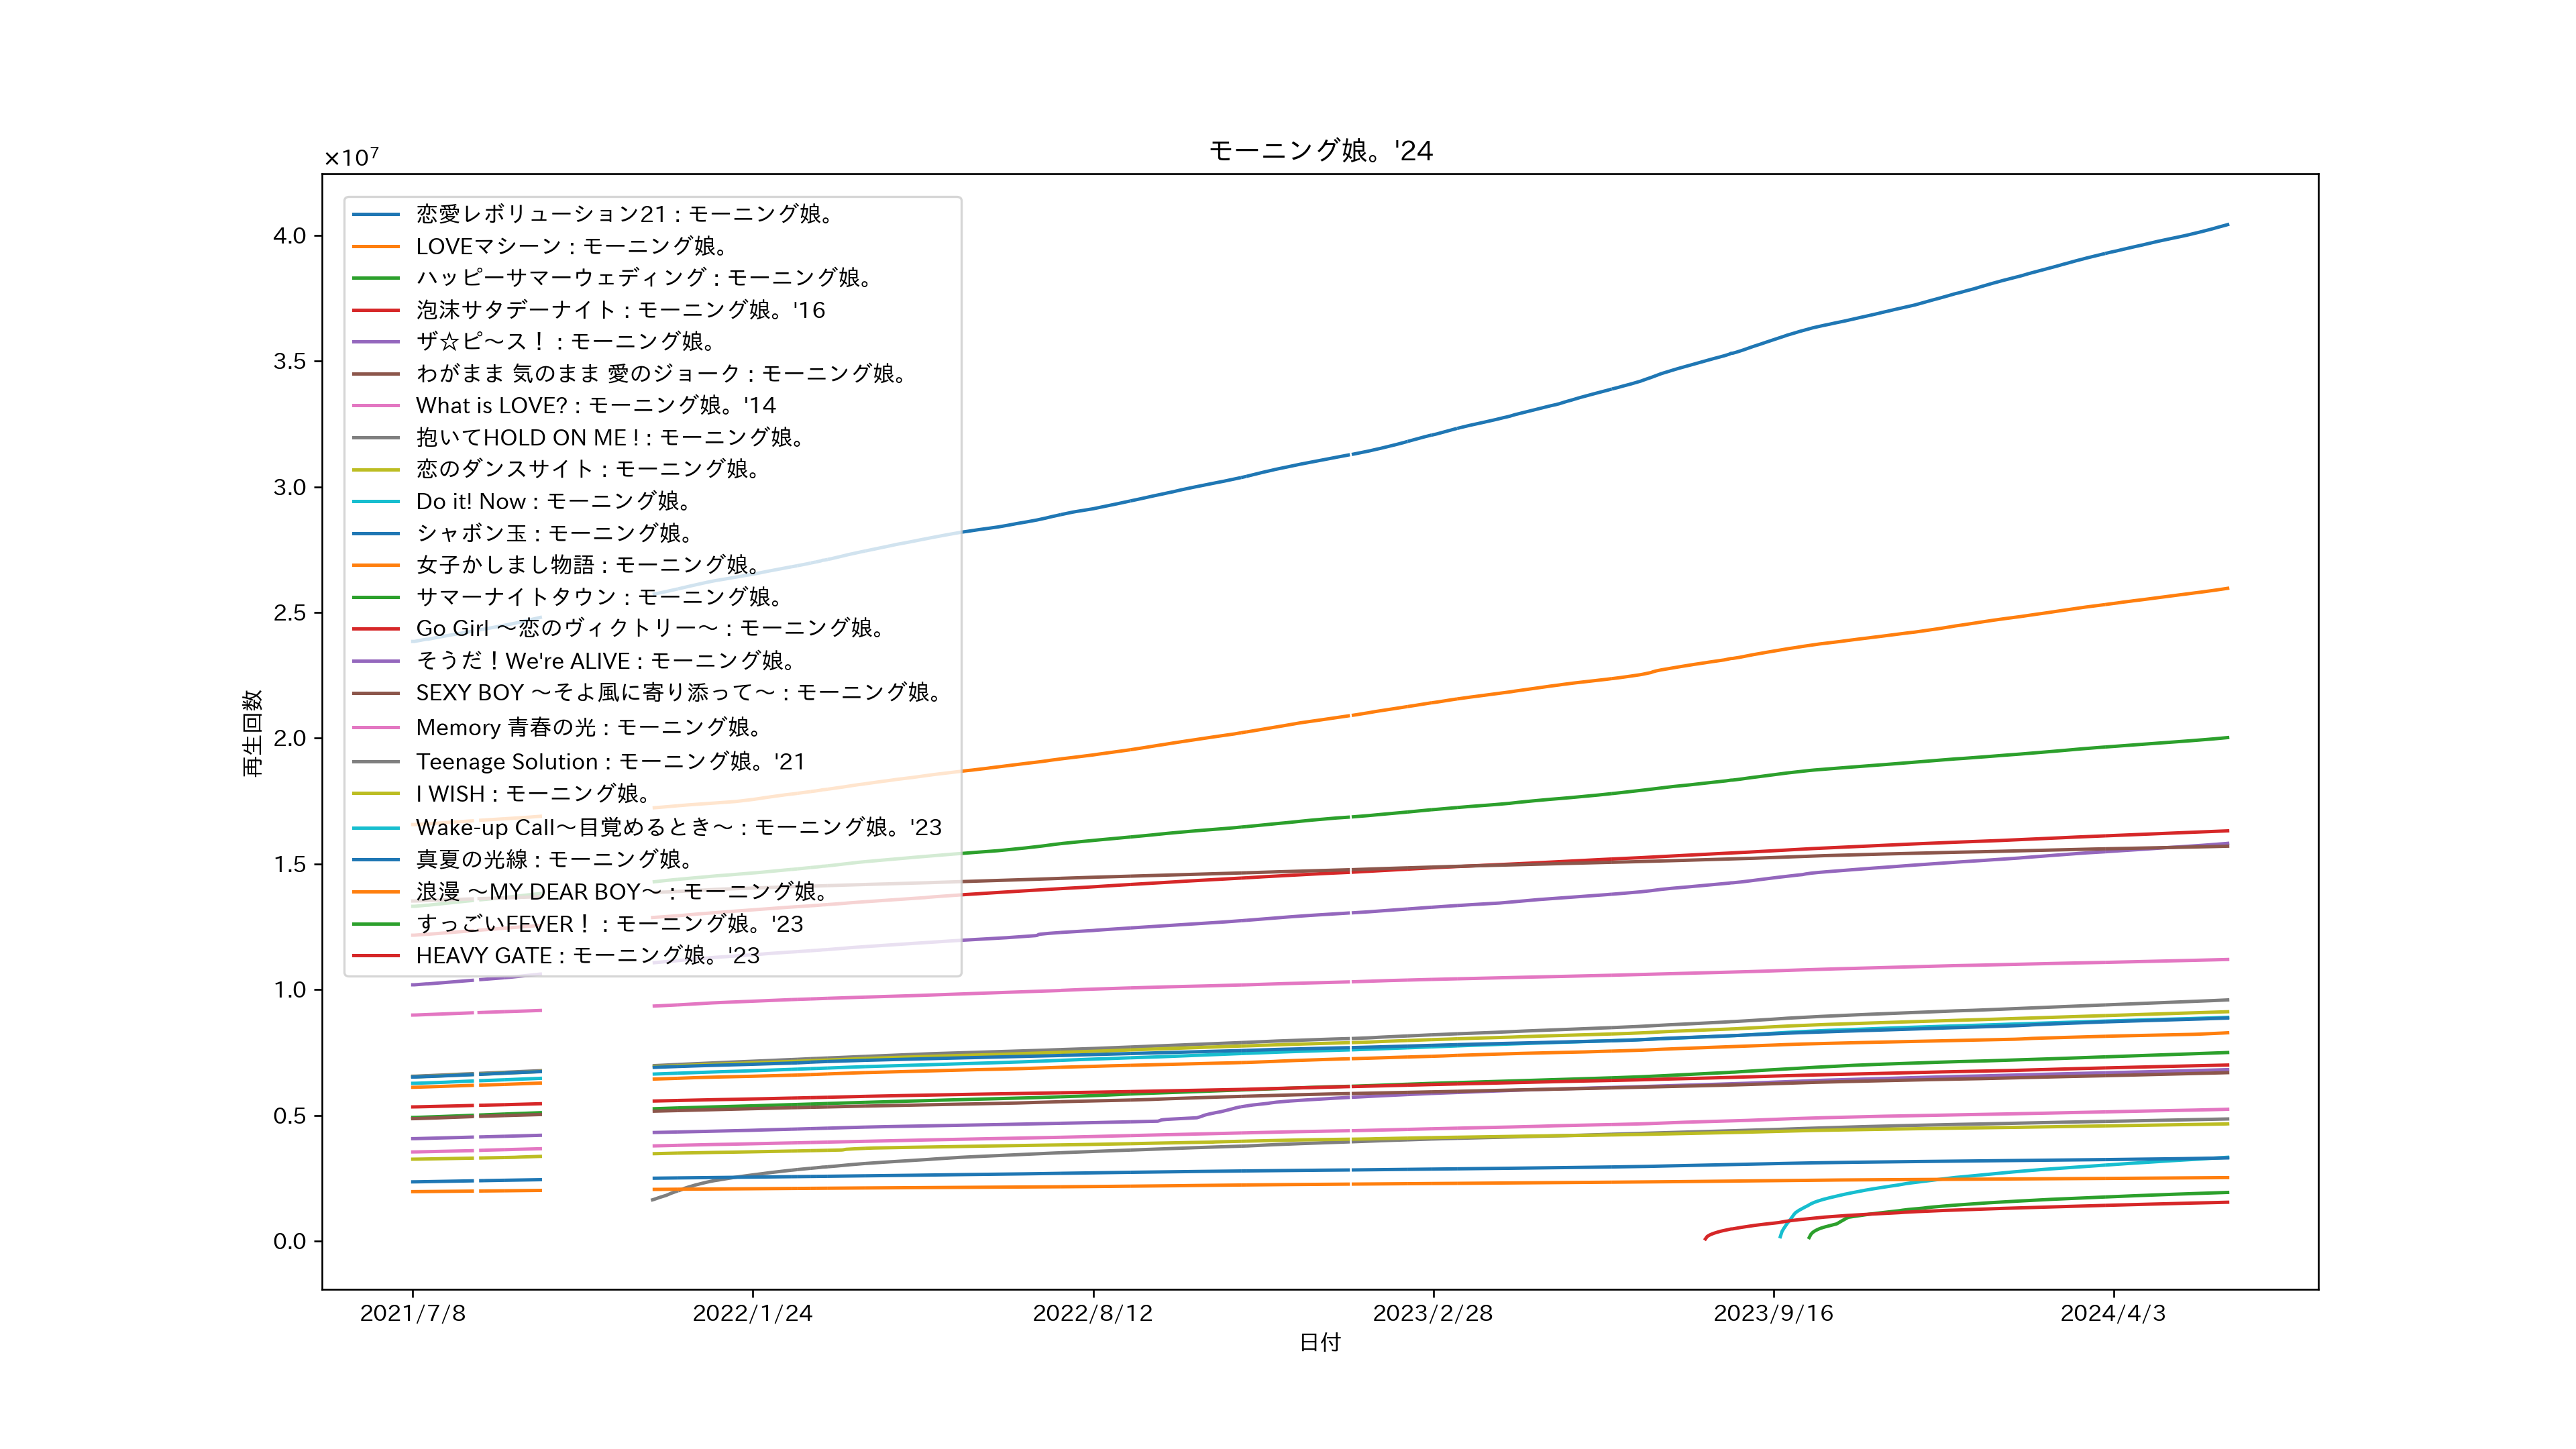 モーニング娘。'24
×10⁷
4.0
3.5
3.0
2.5
2.0
1.5
1.0
0.5
0.0
再生回数
恋愛レボリューション21 : モーニング娘。
LOVEマシーン : モーニング娘。
ハッピーサマーウェディング : モーニング娘。
泡沫サタデーナイト : モーニング娘。'16
ザ☆ピ〜ス！ : モーニング娘。
わがまま 気のまま 愛のジョーク : モーニング娘。
What is LOVE? : モーニング娘。'14
抱いてHOLD ON ME ! : モーニング娘。
恋のダンスサイト : モーニング娘。
Do it! Now : モーニング娘。
シャボン玉 : モーニング娘。
女子かしまし物語 : モーニング娘。
サマーナイトタウン : モーニング娘。
Go Girl 〜恋のヴィクトリー〜 : モーニング娘。
そうだ！We're ALIVE : モーニング娘。
SEXY BOY 〜そよ風に寄り添って〜 : モーニング娘。
Memory 青春の光 : モーニング娘。
Teenage Solution : モーニング娘。'21
I WISH : モーニング娘。
Wake-up Call〜目覚めるとき〜 : モーニング娘。'23
真夏の光線 : モーニング娘。
浪漫 〜MY DEAR BOY〜 : モーニング娘。
すっごいFEVER！ : モーニング娘。'23
HEAVY GATE : モーニング娘。'23
2021/7/8
2022/1/24
2022/8/12
2023/2/28
2023/9/16
2024/4/3
日付